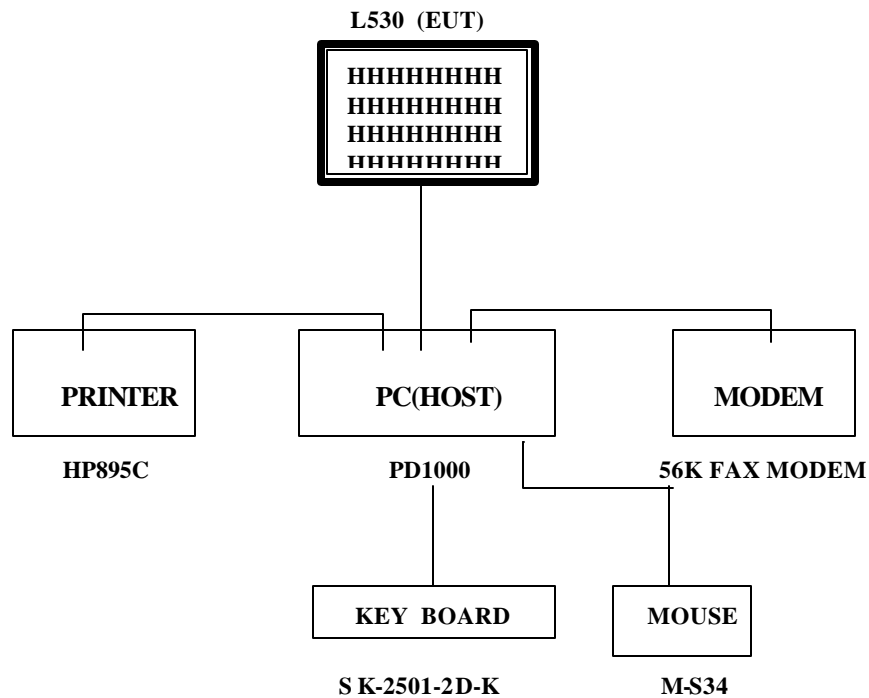 L530 (EUT)
HHHHHHHH
HHHHHHHH
HHHHHHHH
HHHHHHHH
PRINTER
PC(HOST)
MODEM
HP895C
PD1000
56K FAX MODEM
KEY BOARD
MOUSE
S K-2501-2D-K
M-S34